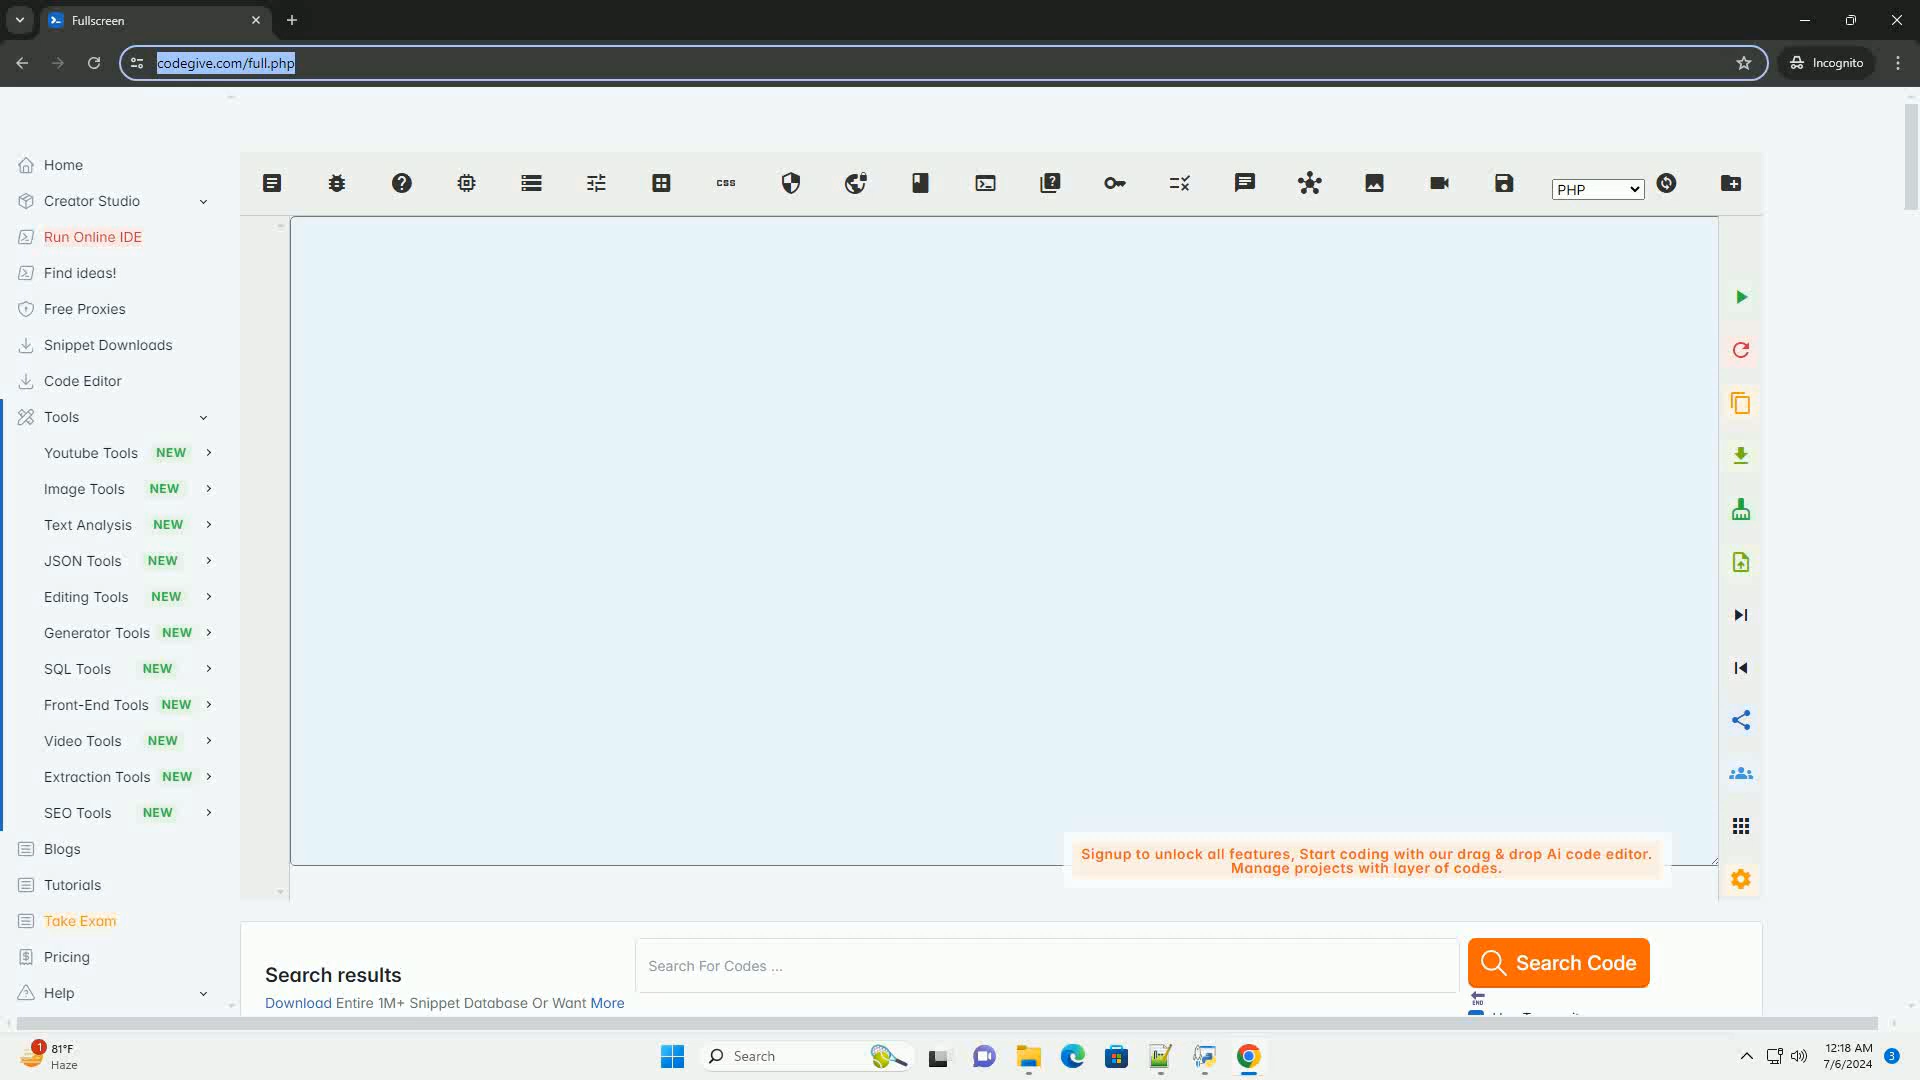 Fullscreen
codegive.com/full.php
Incognito
Home
Creator Studio
Run Online IDE
Find ideas!
Free Proxies
Snippet Downloads
Code Editor
Tools
Youtube Tools NEW
Image Tools NEW
Text Analysis NEW
JSON Tools NEW
Editing Tools NEW
Generator Tools NEW
SQL Tools NEW
Front-End Tools NEW
Video Tools NEW
Extraction Tools NEW
SEO Tools NEW
Blogs
Tutorials
Take Exam
Pricing
Help
CSS
PHP
Signup to unlock all features, Start coding with our drag & drop Ai code editor.
Manage projects with layer of codes.
Search results
Download Entire 1M+ Snippet Database Or Want More
Search For Codes ...
Search Code
END
1
81°F
Haze
Search
12:18 AM
7/6/2024
3